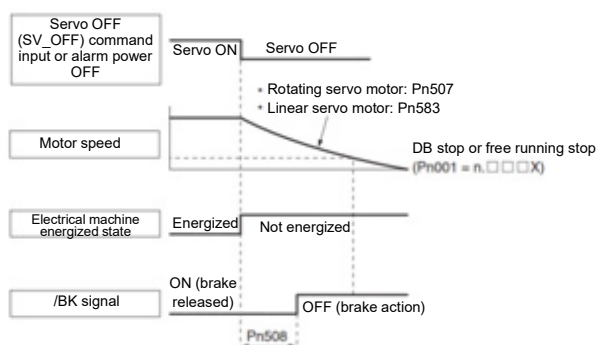 Servo OFF
(SV_OFF) command
input or alarm power
OFF
Servo ON
Servo OFF
• Rotating servo motor: Pn507
• Linear servo motor: Pn583
Motor speed
DB stop or free running stop
(Pn001 = n.□□□X)
Electrical machine
energized state
Energized
Not energized
/BK signal
ON (brake
released)
OFF (brake action)
Pn508